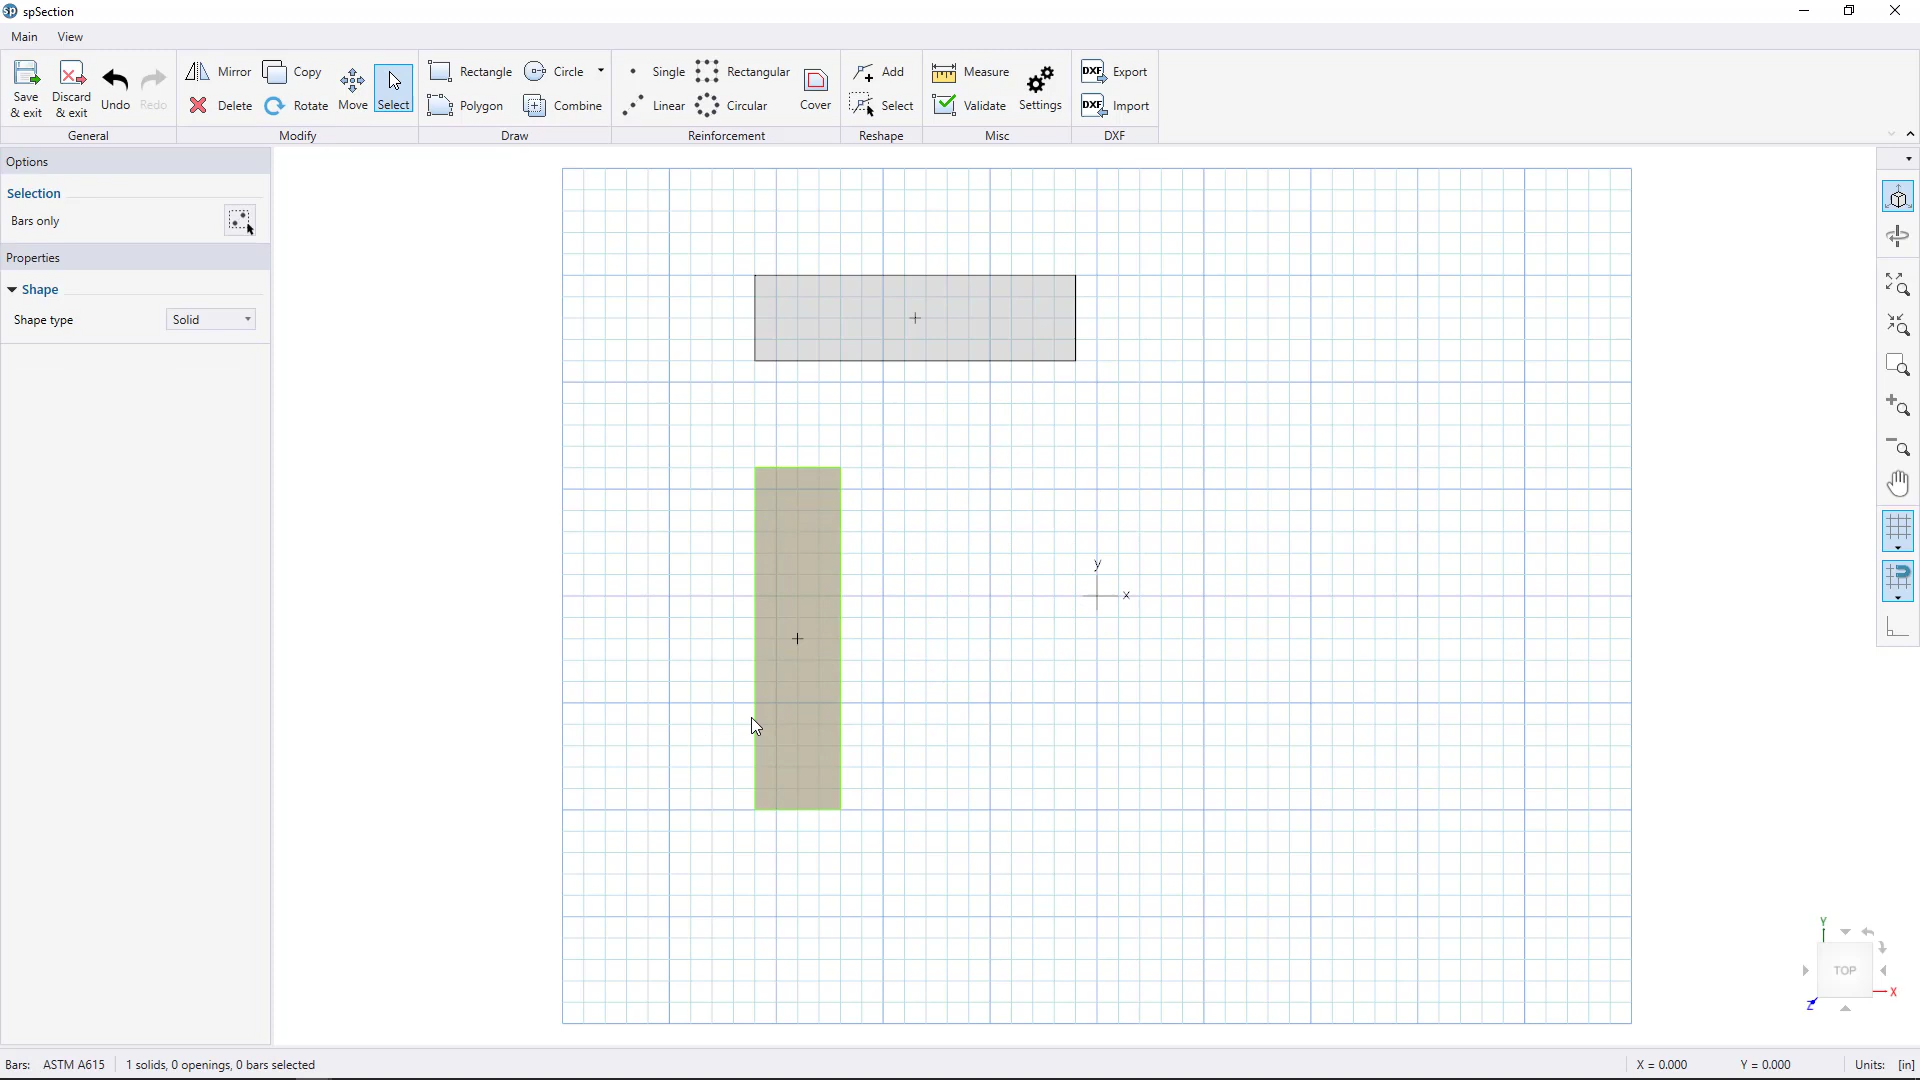 sp spSection
Main View
Mirror Copy Rectangle Circle Single Rectangular Add Measure DXF Export
Save & exit Discard & exit Undo Redo Delete Rotate Move Select Polygon Combine Linear Circular Cover Select Validate Settings DXF Import
General Modify Draw Reinforcement Reshape Misc DXF
Options
Selection
Bars only
Properties
Shape
Shape type Solid
y
x
Y
TOP
X
Z
Bars: ASTM A615 1 solids, 0 openings, 0 bars selected X = 0.000 Y = 0.000 Units: [in]